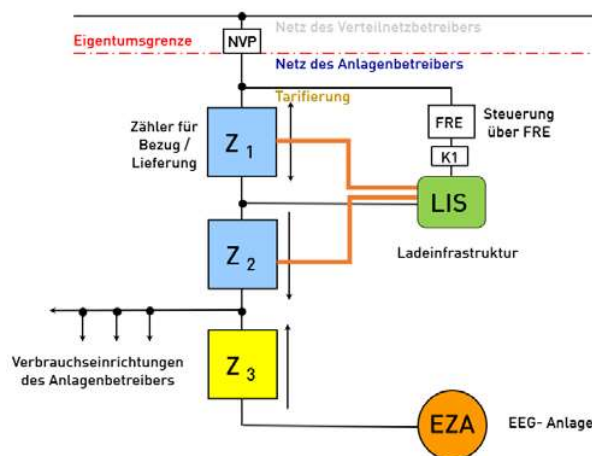 Netz des Verteilnetzbetreibers
Eigentumsgrenze
NVP
Netz des Anlagenbetreibers
Tarifierung
Zähler für
Bezug /
Lieferung
Z 1
FRE
Steuerung
über FRE
K1
LIS
Ladeinfrastruktur
Z 2
Verbrauchseinrichtungen
des Anlagenbetreibers
Z 3
EZA
EEG- Anlage